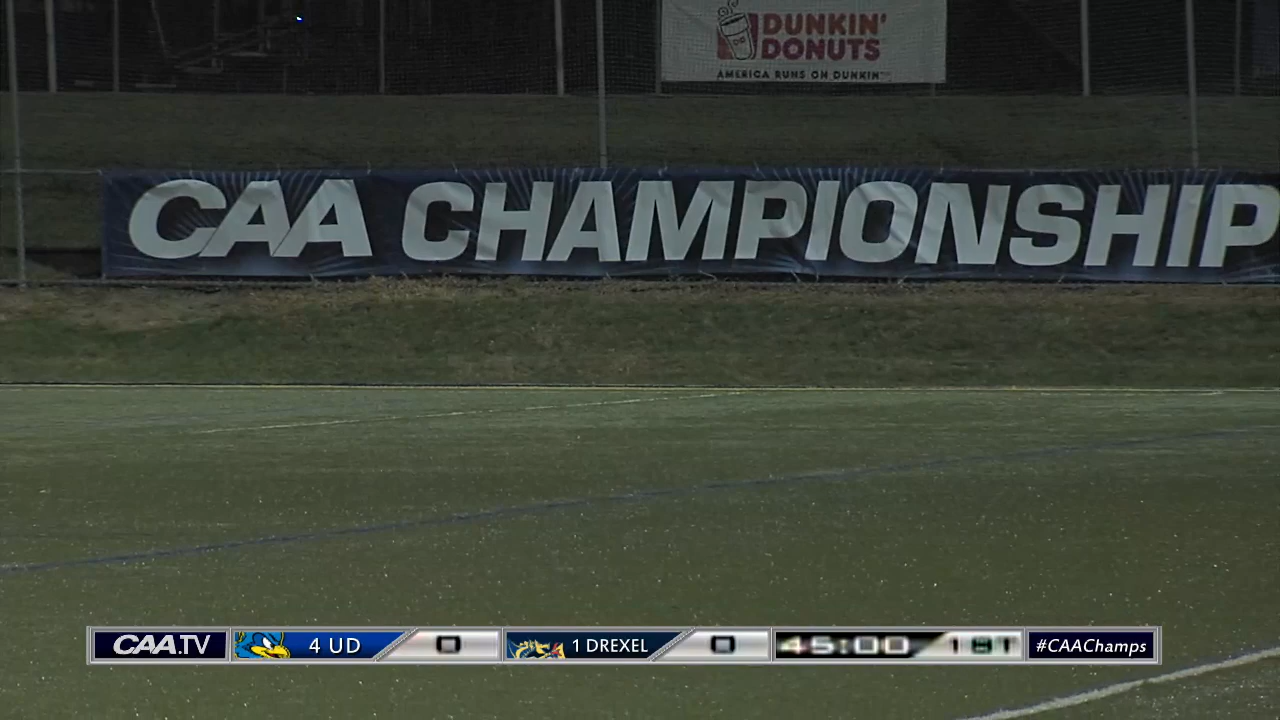 DUNKIN'
DONUTS
AMERICA RUNS ON DUNKIN'
CAA CHAMPIONSHIP
CAA.TV 4 UD 0 1 DREXEL 0 45:00 1ST #CAAChamps